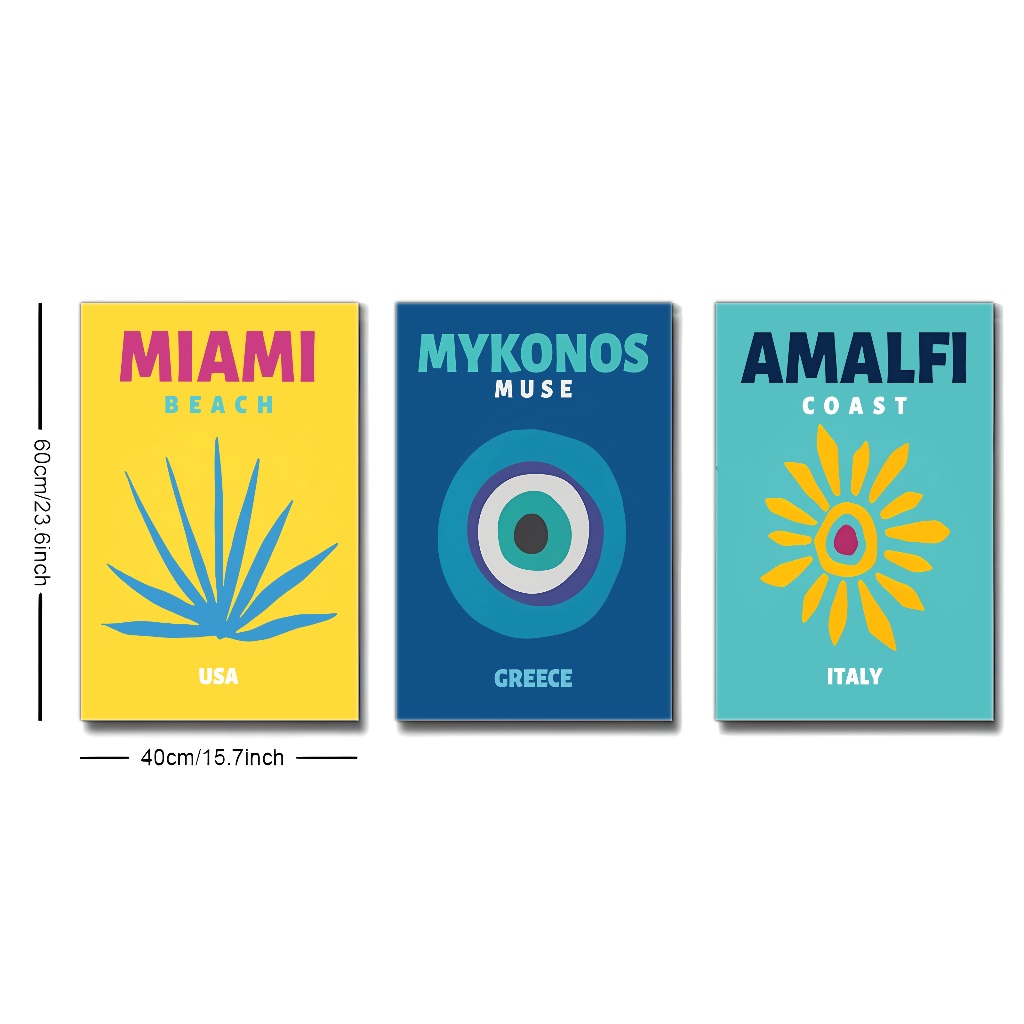 MIAMI
BEACH
USA
MYKONOS
MUSE
GREECE
AMALFI
COAST
ITALY
60cm/23.6inch
40cm/15.7inch